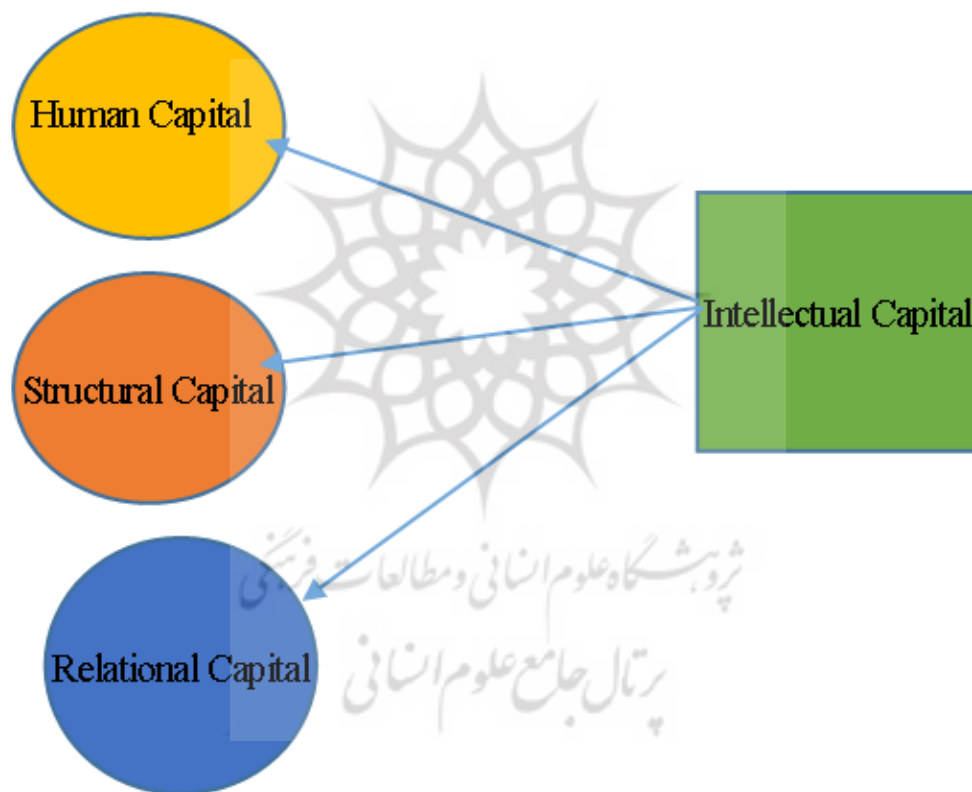 Human Capital
Intellectual Capital
Structural Capital
پژوهشگاه علوم انسانی و مطالعات فرهنگی
Relational Capital
پرتال جامع علوم انسانی